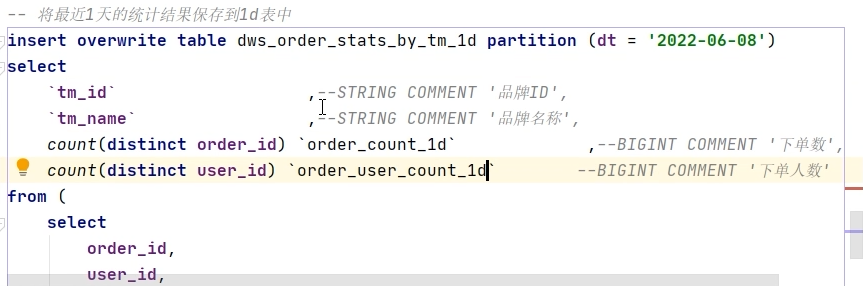 -- 将最近1天的统计结果保存到1d表中
insert overwrite table dws_order_stats_by_tm_1d partition (dt = '2022-06-08')
select
`tm_id` ,--STRING COMMENT '品牌ID',
`tm_name` ,--STRING COMMENT '品牌名称',
count(distinct order_id) `order_count_1d` ,--BIGINT COMMENT '下单数',
count(distinct user_id) `order_user_count_1d` --BIGINT COMMENT '下单人数'
from (
select
order_id,
user_id,